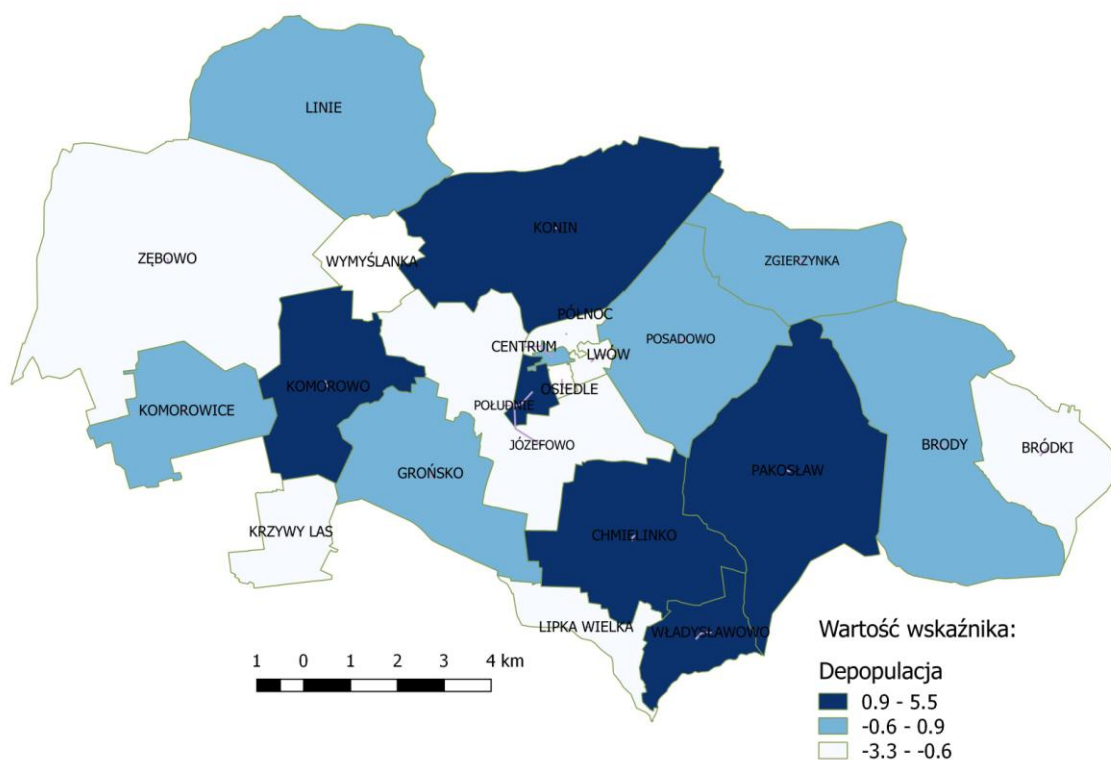 LINIE
KONIN
ZĘBOWO
WYMYŚLANKA
ZGIERZYNKA
PÓŁNOC
POSADOWO
CENTRUM
LWÓW
KOMOROWO
OSIEDLE
KOMOROWICE
POŁUDNIE
JÓZEFOWO
BRODY
BRÓDKI
GROŃSKO
PAKOSŁAW
KRZYWY LAS
CHMIELINKO
LIPKA WIELKA
WŁADYSŁAWOWO
Wartość wskaźnika:
1 0 1 2 3 4 km
Depopulacja
0.9 - 5.5
-0.6 - 0.9
-3.3 - -0.6